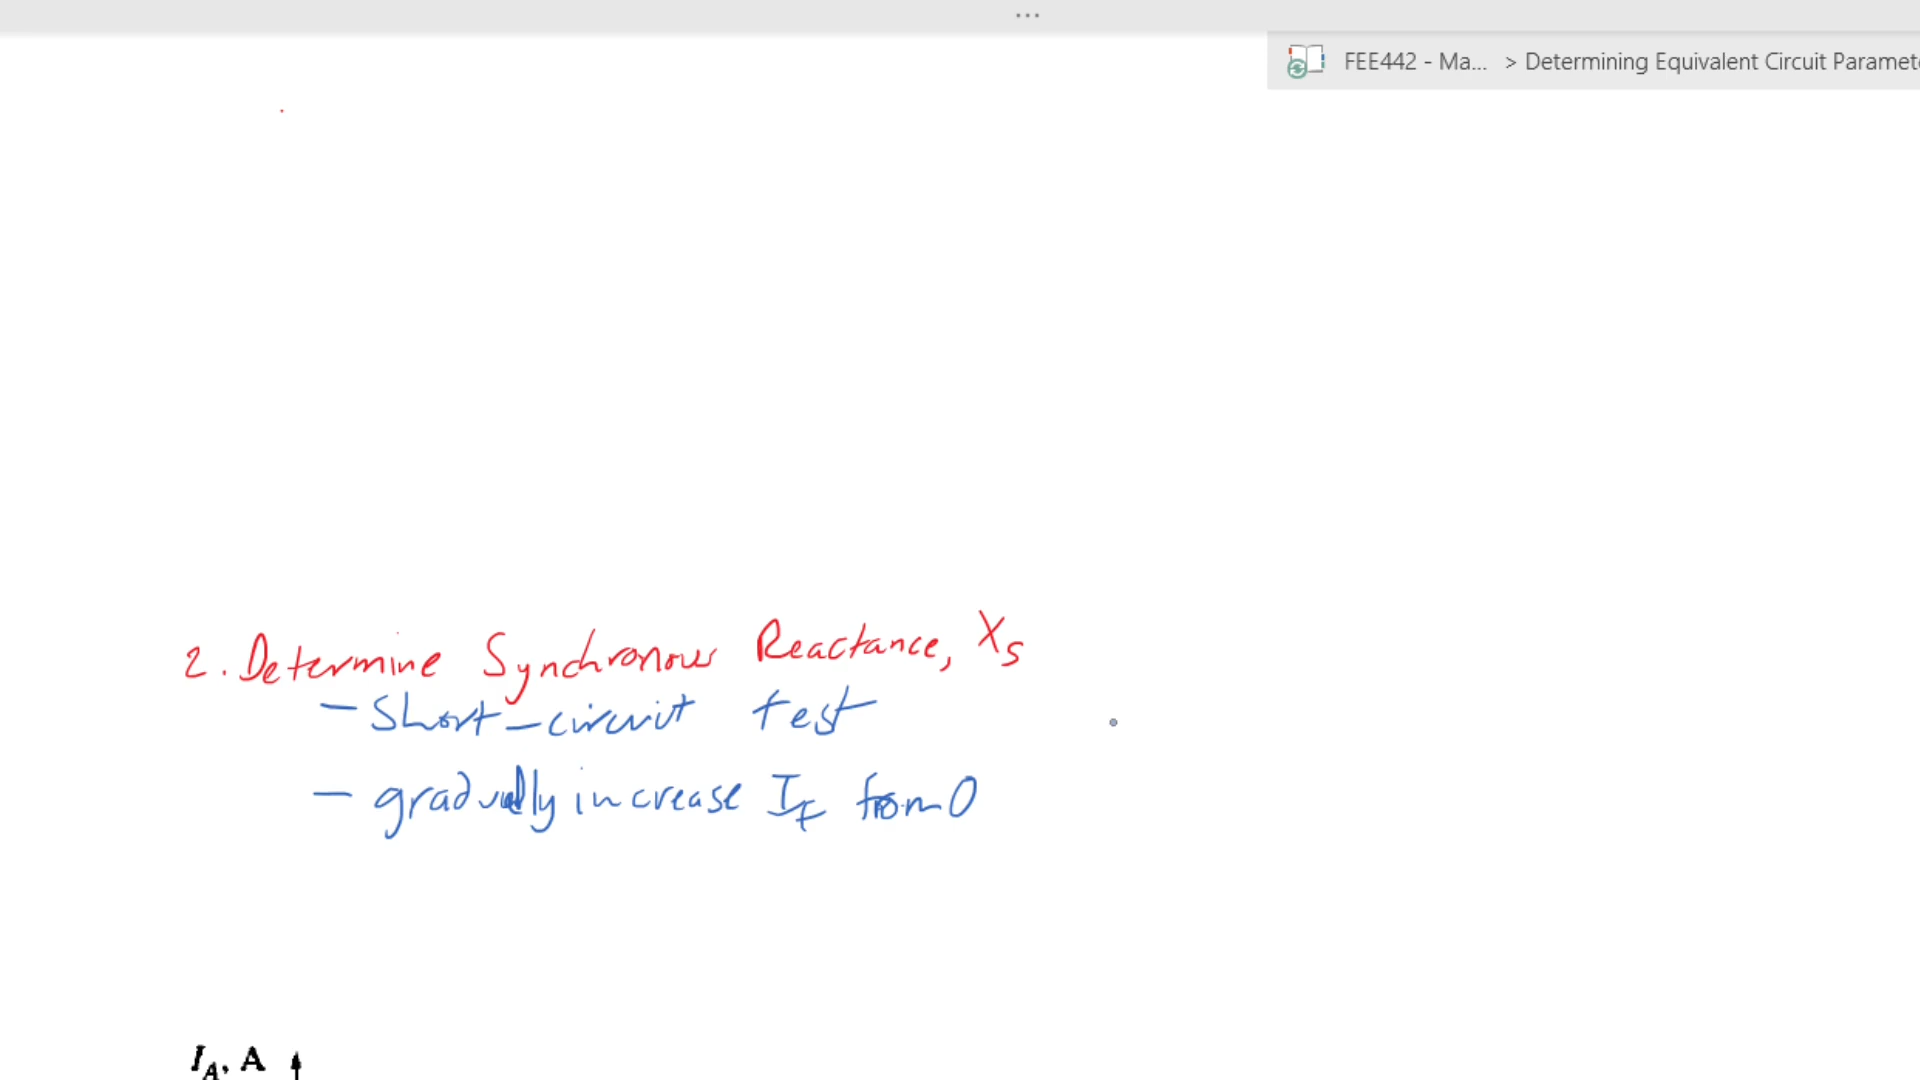 ...
FEE442 - Ma... > Determining Equivalent Circuit Paramet
2. Determine Synchronous Reactance, Xs
- Short-circuit test
- gradually increase IF from 0
IA, A